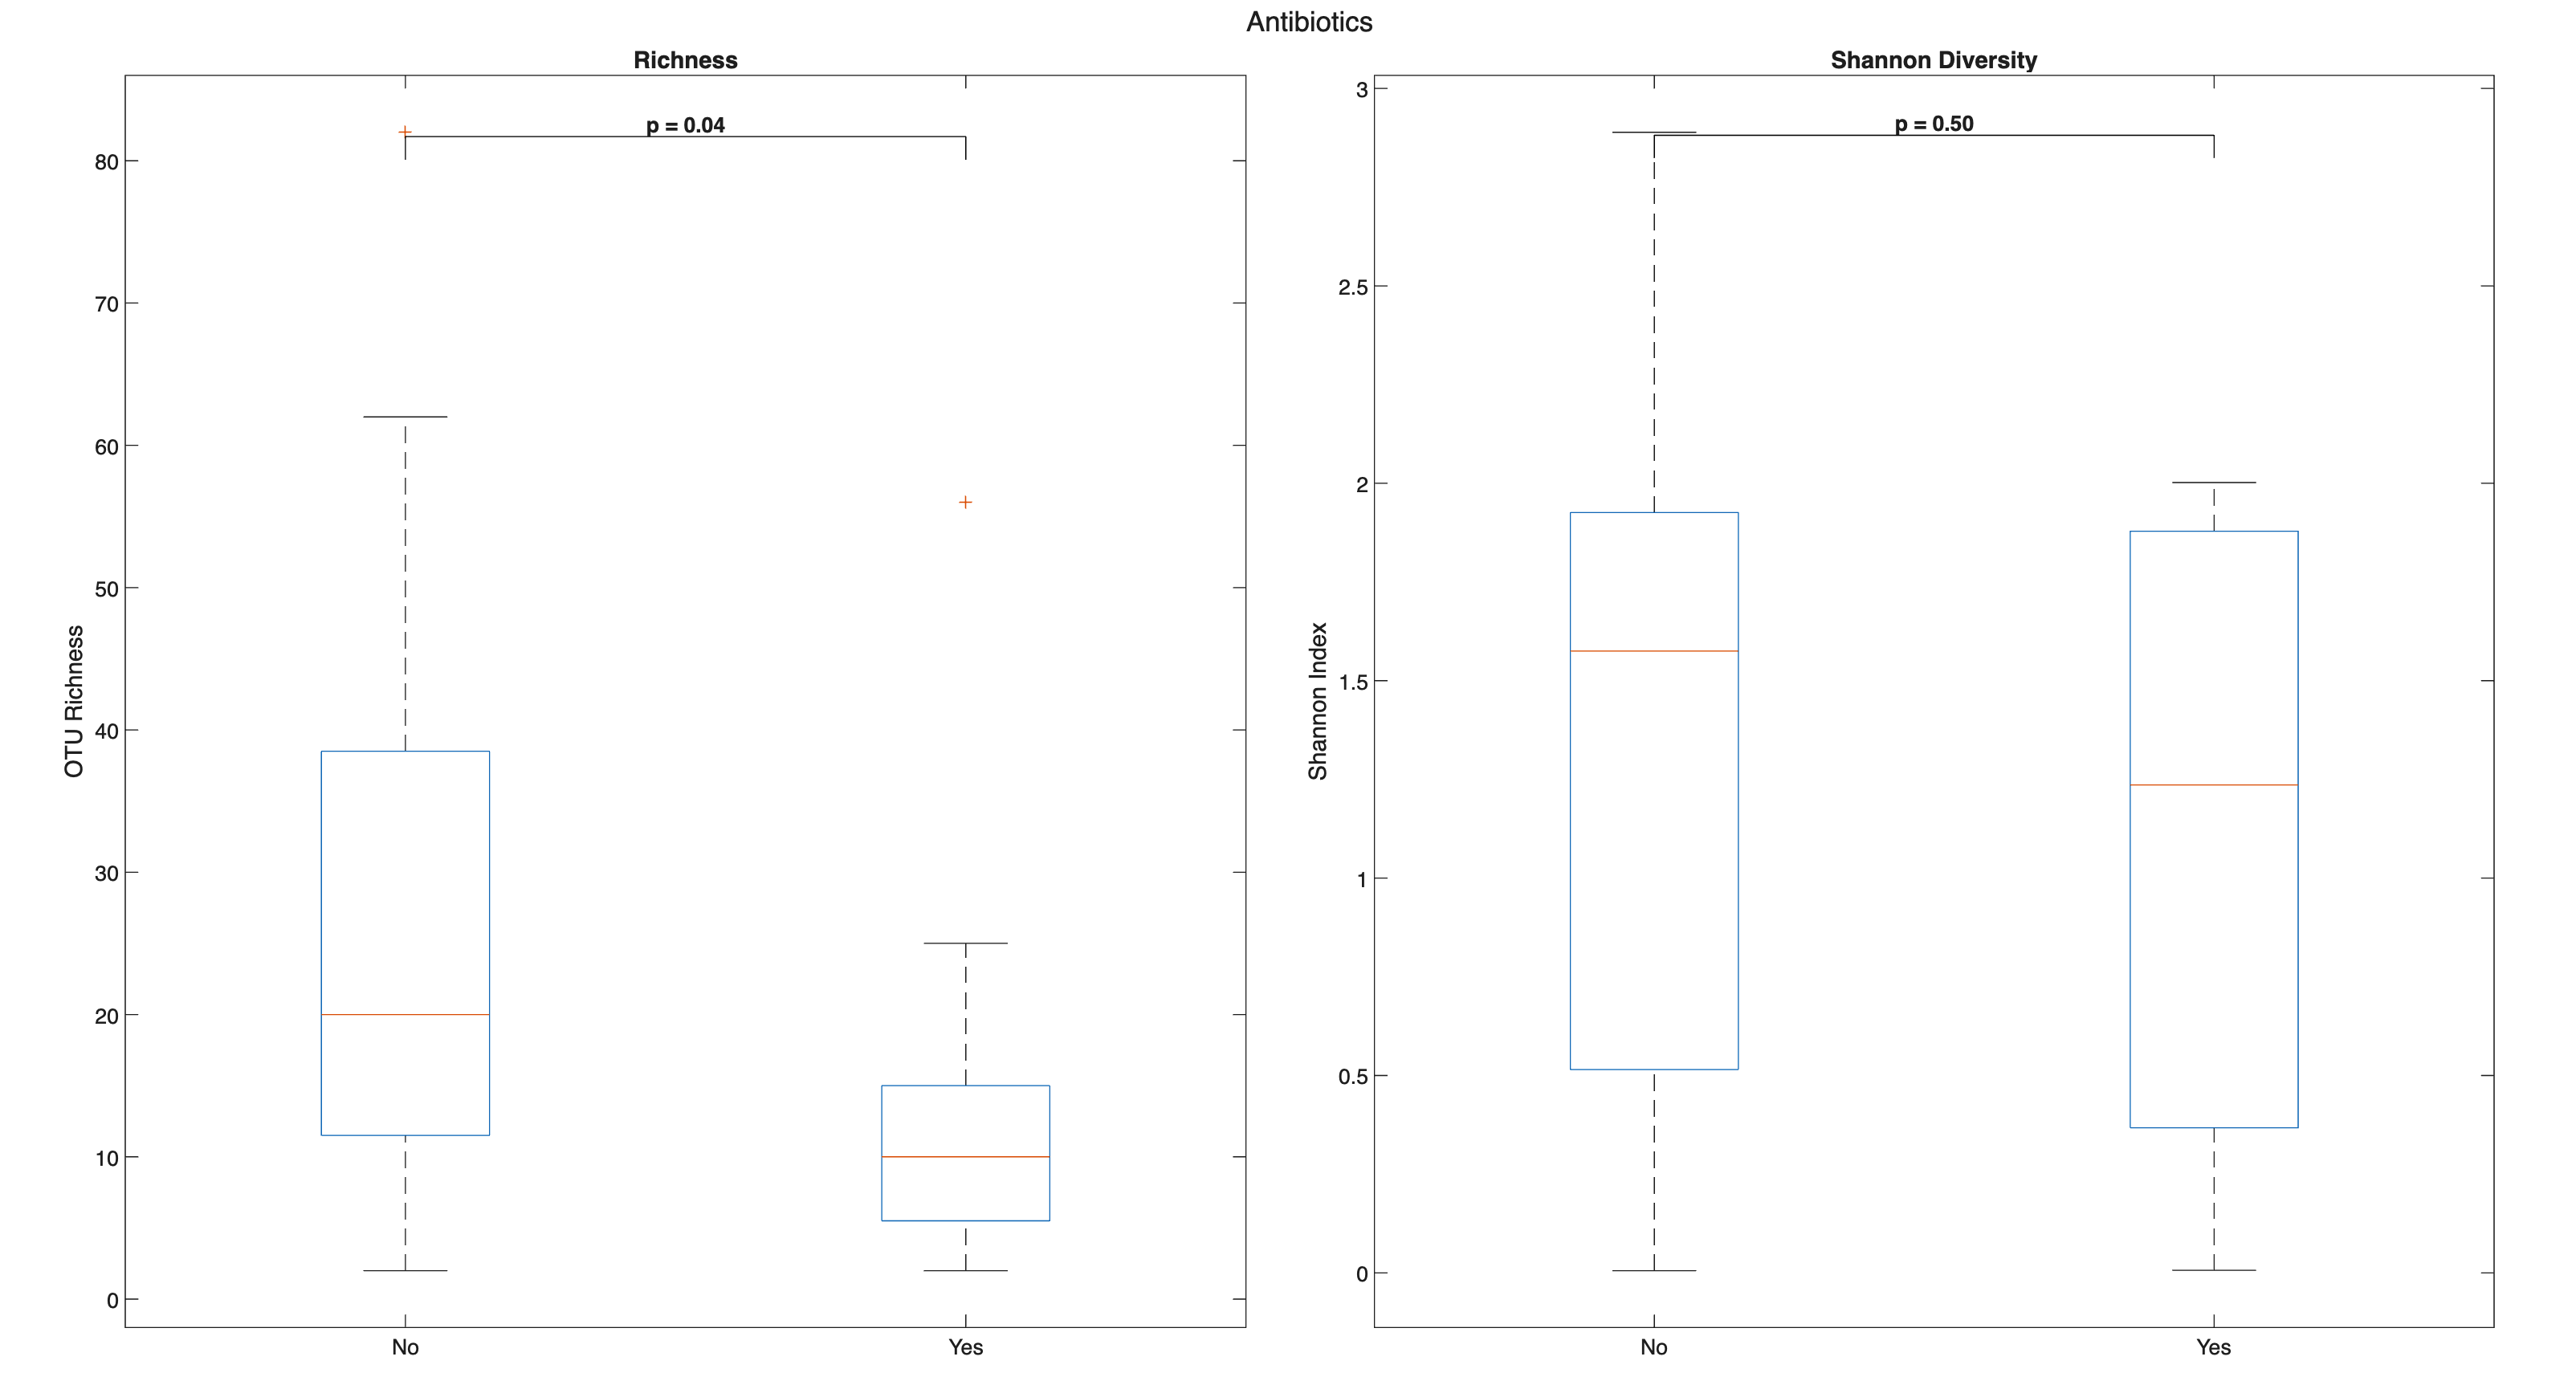 Antibiotics
Richness
p = 0.04
80
70
60
50
40
30
20
10
0
OTU Richness
No
Yes
Shannon Diversity
p = 0.50
3
2.5
2
1.5
1
0.5
0
Shannon Index
No
Yes